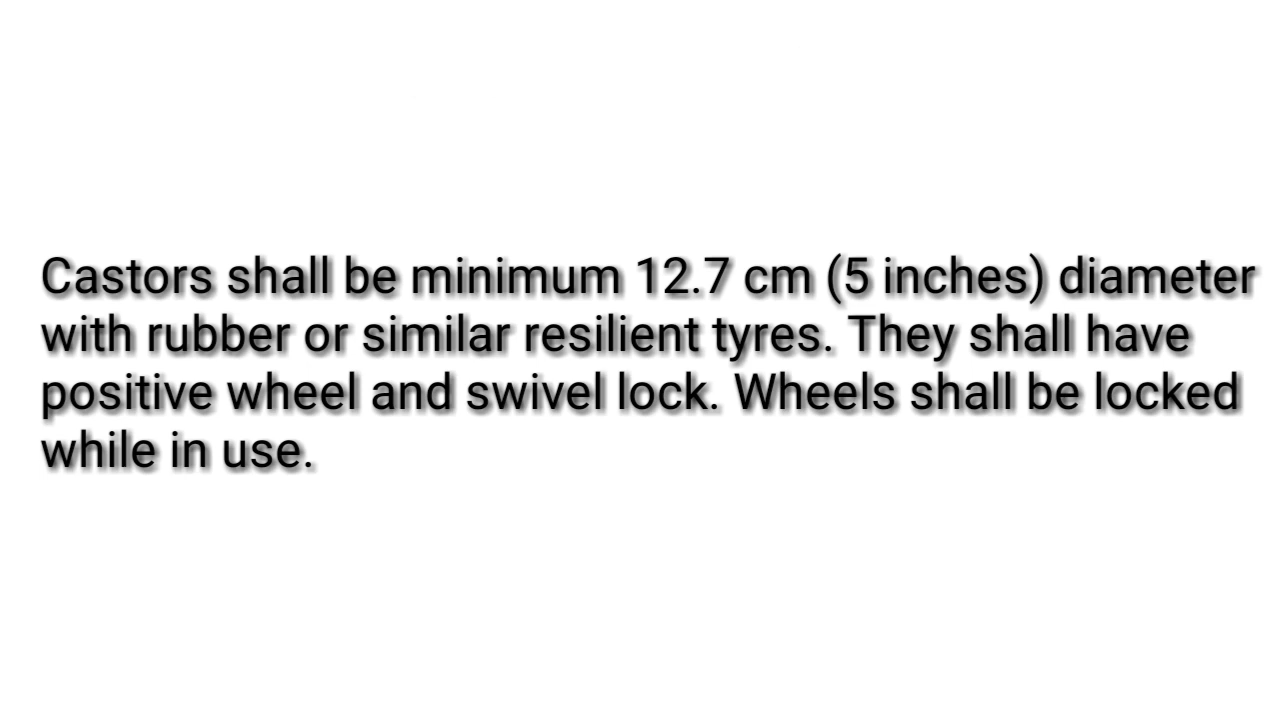 Castors shall be minimum 12.7 cm (5 inches) diameter
with rubber or similar resilient tyres. They shall have
positive wheel and swivel lock. Wheels shall be locked
while in use.